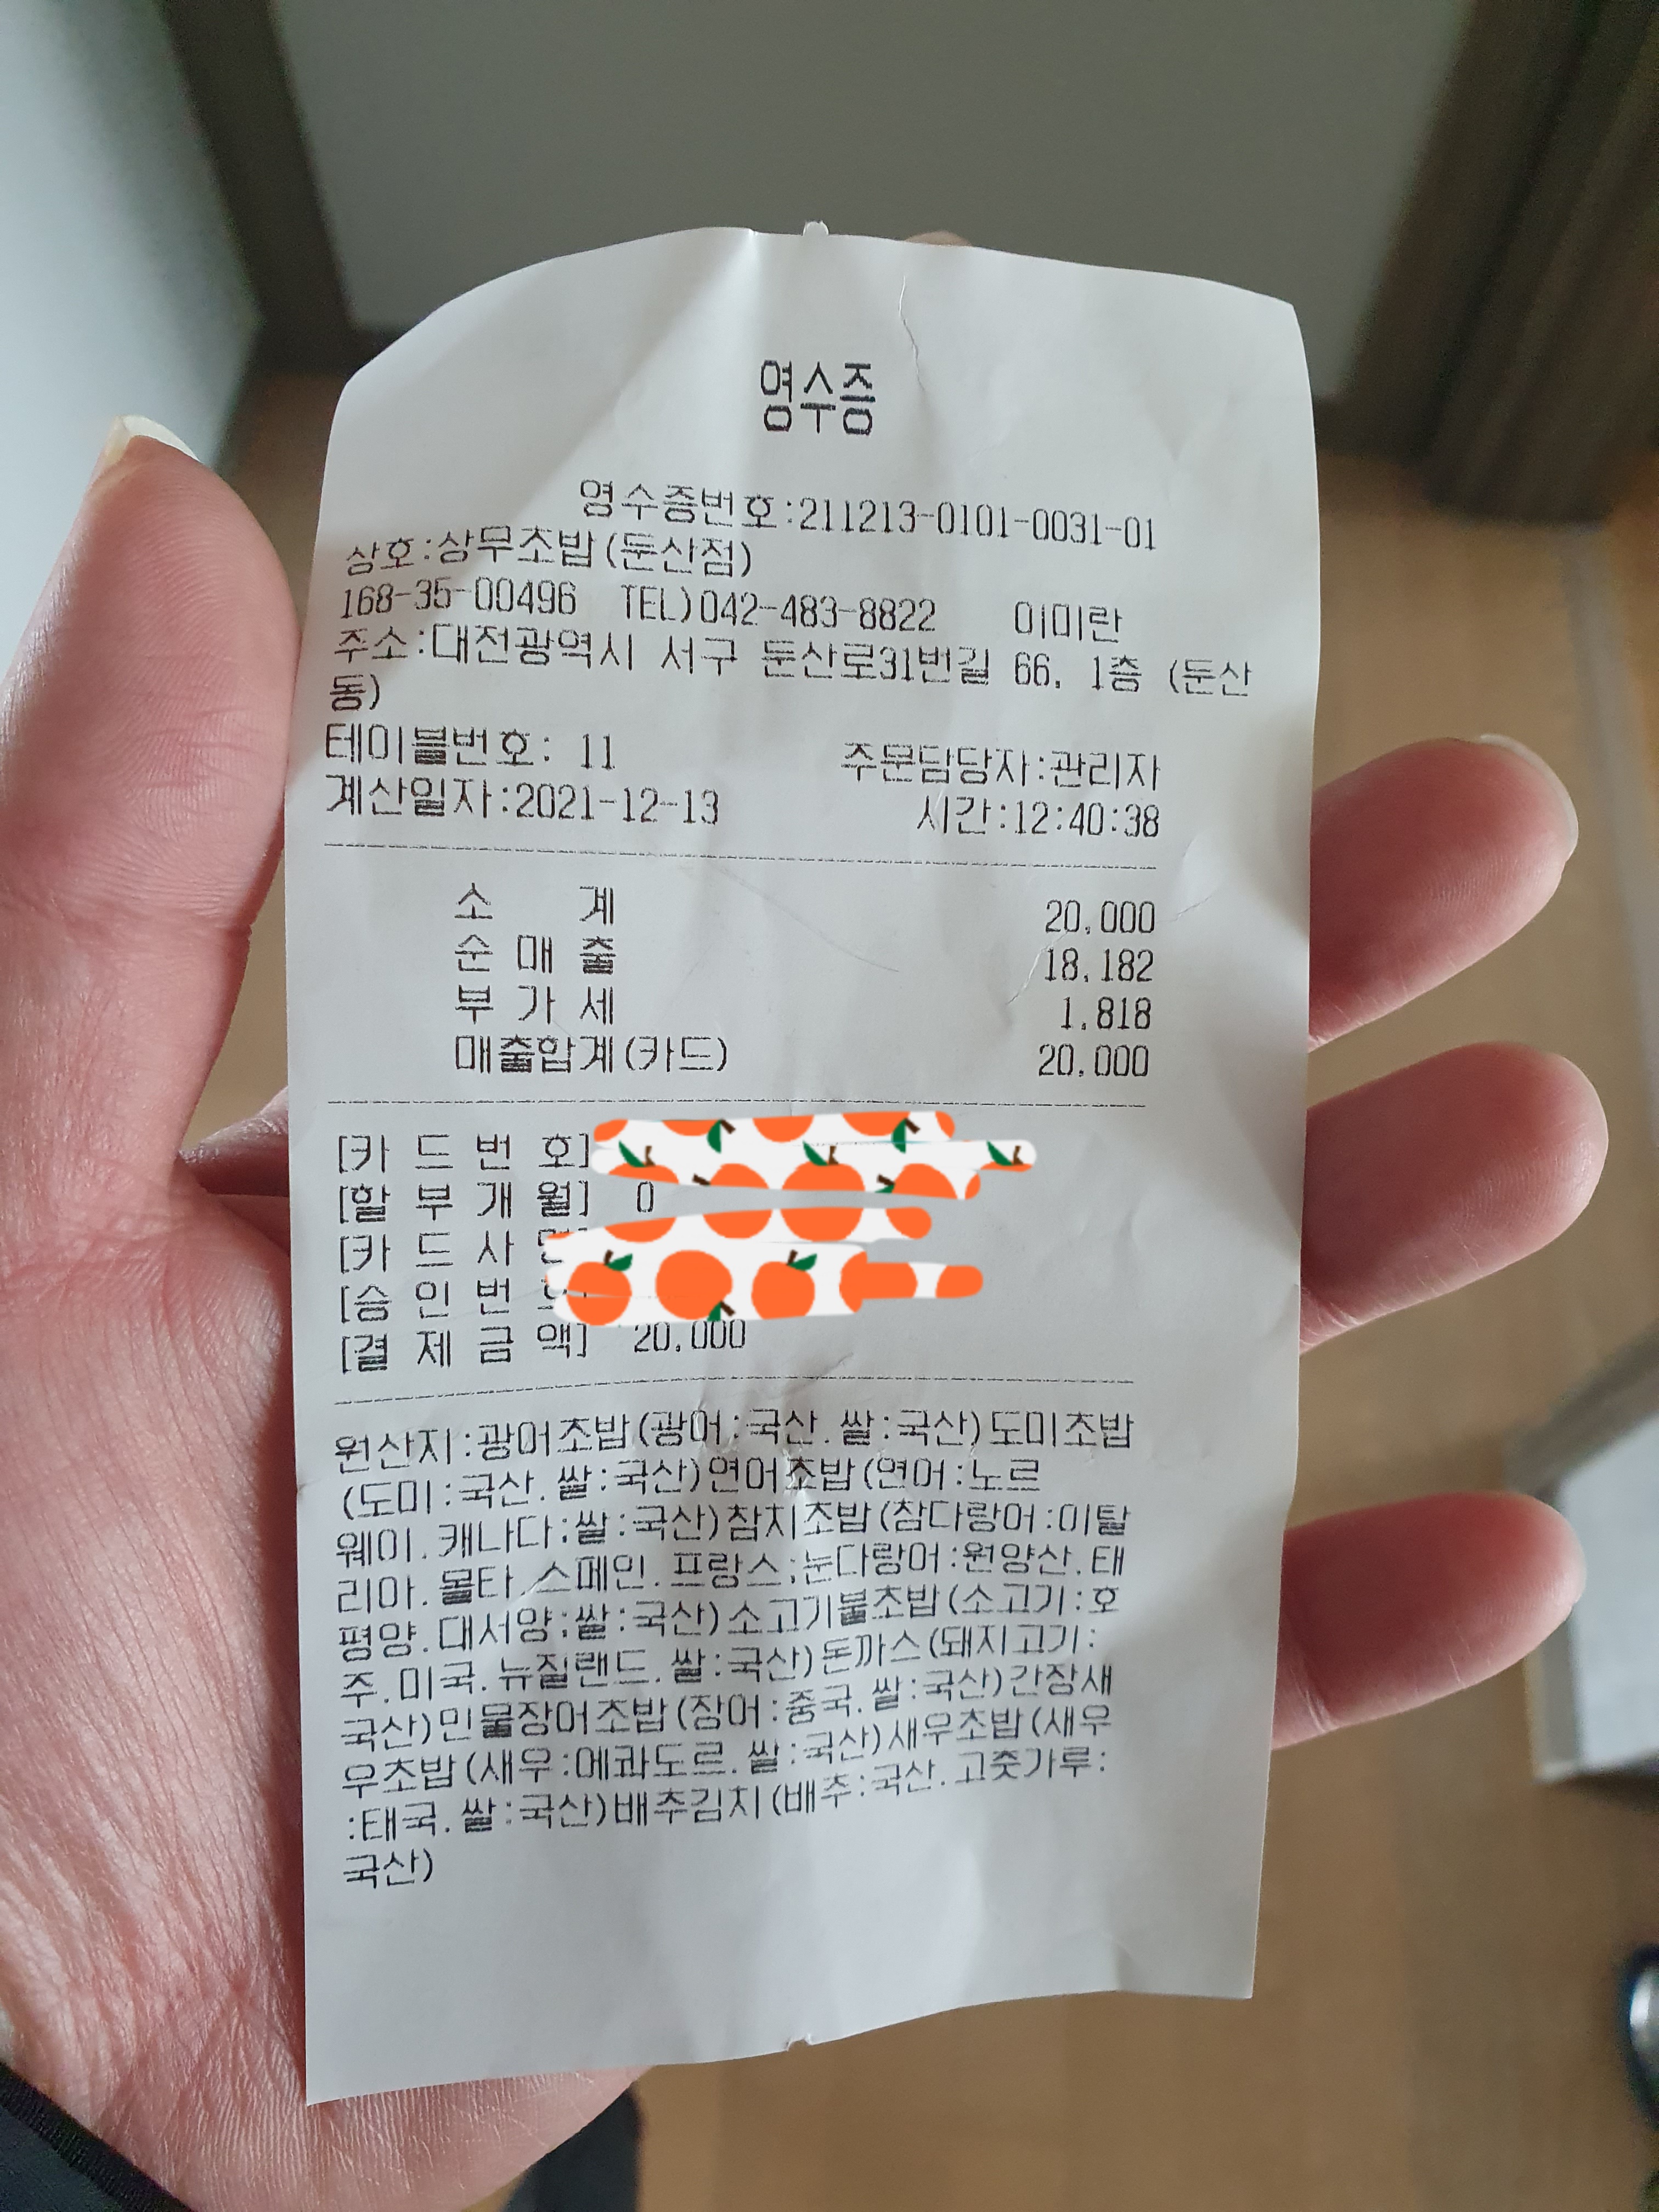 영수증
영수증번호:211213-0101-0031-01
상호:상무초밥(둔산점)
168-35-00496 TEL)042-483-8822 이미란
주소:대전광역시 서구 둔산로31번길 66, 1층 (둔산
동)
테이블번호: 11 주문담당자:관리자
계산일자:2021-12-13 시간:12:40:38
소 계 20,000
순 매 출 18,182
부 가 세 1,818
매출합계(카드) 20,000
[카 드 번 호]
[할 부 개 월] 0
[카 드 사
[승 인 번
[결 제 금 액] 20,000
원산지:광어초밥(광어:국산.쌀:국산)도미초밥
(도미:국산.쌀:국산)연어초밥(연어:노르
웨이.캐나다;쌀:국산)참치초밥(참다랑어:이탈
리아.몰타.스페인.프랑스;눈다랑어:원양산.태
평양.대서양;쌀:국산)소고기불초밥(소고기:호
주.미국.뉴질랜드.쌀:국산)돈까스(돼지고기:
국산)민물장어초밥(장어:중국.쌀:국산)간장새
우초밥(새우:에콰도르.쌀:국산)새우초밥(새우
:태국.쌀:국산)배추김치(배추:국산.고춧가루:
국산)